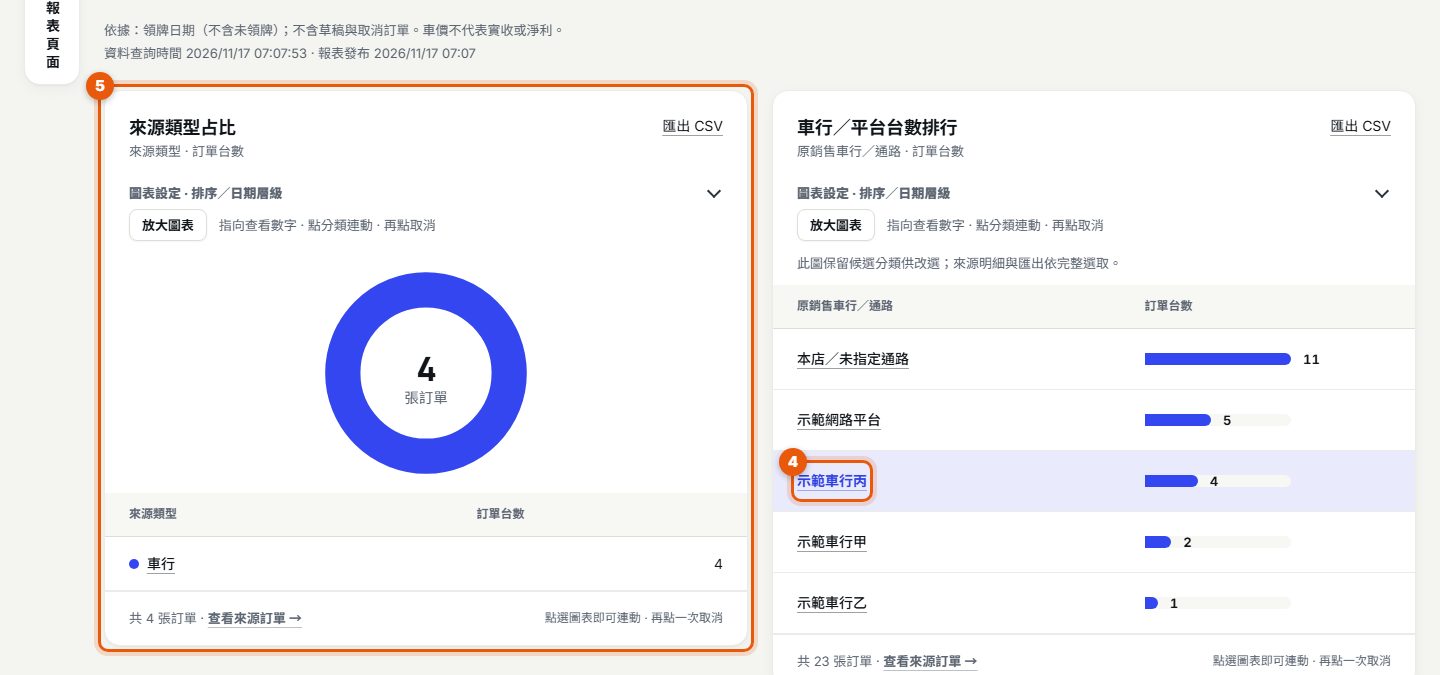 報表頁面
依據：領牌日期（不含未領牌）；不含草稿與取消訂單。車價不代表實收或淨利。
資料查詢時間 2026/11/17 07:07:53 · 報表發布 2026/11/17 07:07
5
來源類型占比
匯出 CSV
來源類型 · 訂單台數
圖表設定 · 排序／日期層級
放大圖表
指向查看數字 · 點分類連動 · 再點取消
4
張訂單
來源類型
訂單台數
車行
4
共 4 張訂單 · 查看來源訂單 →
點選圖表即可連動 · 再點一次取消
車行／平台台數排行
匯出 CSV
原銷售車行／通路 · 訂單台數
圖表設定 · 排序／日期層級
放大圖表
指向查看數字 · 點分類連動 · 再點取消
此圖保留候選分類供改選；來源明細與匯出依完整選取。
原銷售車行／通路
訂單台數
本店／未指定通路
11
示範網路平台
5
4
示範車行丙
4
示範車行甲
2
示範車行乙
1
共 23 張訂單 · 查看來源訂單 →
點選圖表即可連動 · 再點一次取消